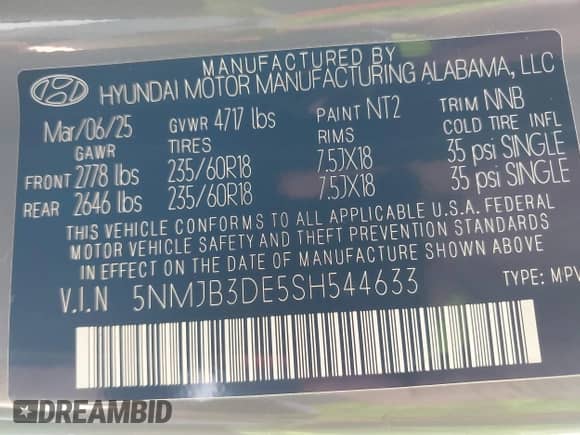 MANUFACTURED BY
HYUNDAI MOTOR MANUFACTURING ALABAMA, LLC
Mar/06/25 GVWR 4717 lbs PAINT NT2 TRIM NNB
GAWR TIRES RIMS COLD TIRE INFL
FRONT 2778 lbs 235/60R18 7.5JX18 35 psi SINGLE
REAR 2646 lbs 235/60R18 7.5JX18 35 psi SINGLE
THIS VEHICLE CONFORMS TO ALL APPLICABLE U.S.A. FEDERAL
MOTOR VEHICLE SAFETY AND THEFT PREVENTION STANDARDS
IN EFFECT ON THE DATE OF MANUFACTURE SHOWN ABOVE
V.I.N 5NMJB3DE5SH544633 TYPE: MPV
DREAMBID